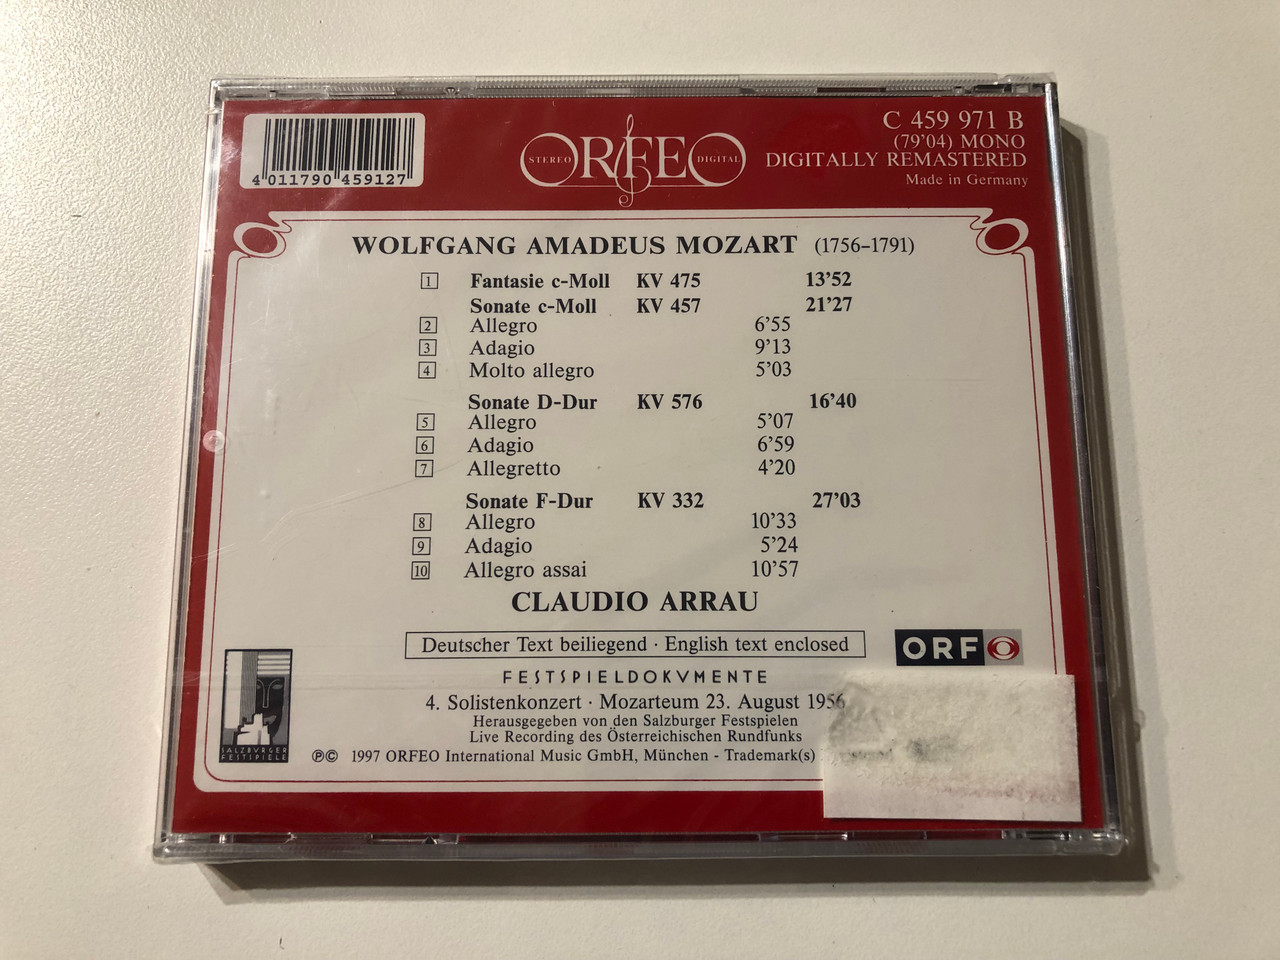 C 459 971 B
(79'04) MONO
DIGITALLY REMASTERED
Made in Germany
STEREO ORFEO DIGITAL
4 011790 459127
WOLFGANG AMADEUS MOZART (1756–1791)
1 Fantasie c-Moll KV 475 13'52
Sonate c-Moll KV 457 21'27
2 Allegro 6'55
3 Adagio 9'13
4 Molto allegro 5'03
Sonate D-Dur KV 576 16'40
5 Allegro 5'07
6 Adagio 6'59
7 Allegretto 4'20
Sonate F-Dur KV 332 27'03
8 Allegro 10'33
9 Adagio 5'24
10 Allegro assai 10'57
CLAUDIO ARRAU
Deutscher Text beiliegend · English text enclosed
ORF
FESTSPIELDOKVMENTE
4. Solistenkonzert · Mozarteum 23. August 1956
Herausgegeben von den Salzburger Festspielen
Live Recording des Österreichischen Rundfunks
SALZBVRGER
FESTSPIELE
℗© 1997 ORFEO International Music GmbH, München - Trademark(s)